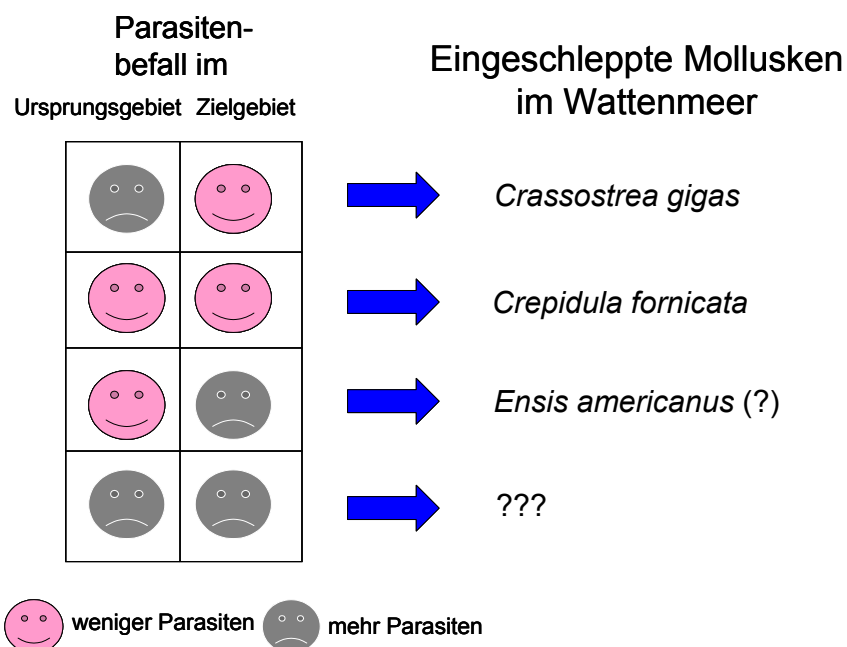 Parasiten-
befall im
Ursprungsgebiet Zielgebiet
Eingeschleppte Mollusken
im Wattenmeer
Crassostrea gigas
Crepidula fornicata
Ensis americanus (?)
???
weniger Parasiten mehr Parasiten